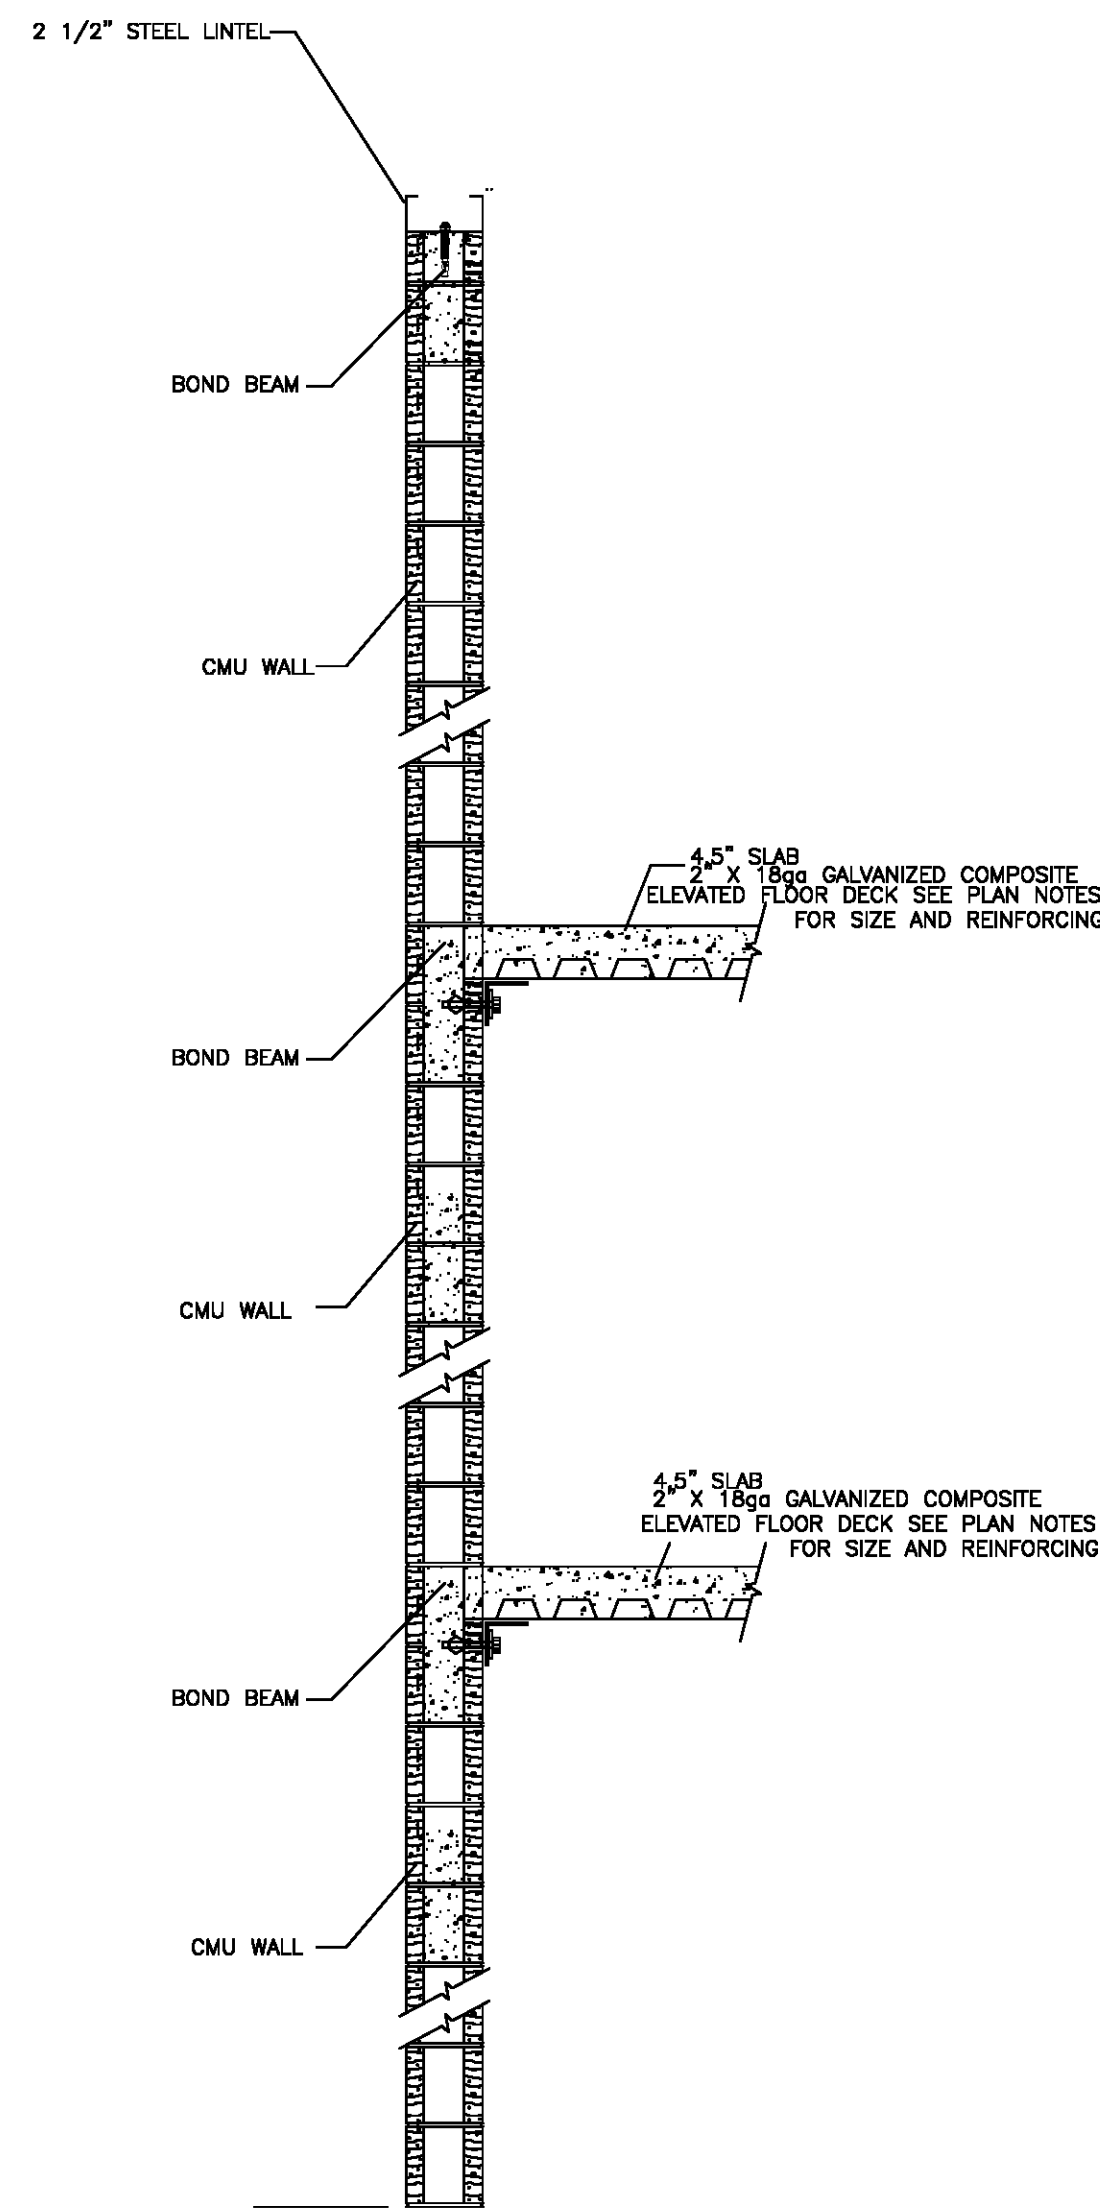 2 1/2" STEEL LINTEL
BOND BEAM
CMU WALL
4,5" SLAB
2" X 18ga GALVANIZED COMPOSITE
ELEVATED FLOOR DECK SEE PLAN NOTES
FOR SIZE AND REINFORCING
BOND BEAM
CMU WALL
4,5" SLAB
2" X 18ga GALVANIZED COMPOSITE
ELEVATED FLOOR DECK SEE PLAN NOTES
FOR SIZE AND REINFORCING
BOND BEAM
CMU WALL